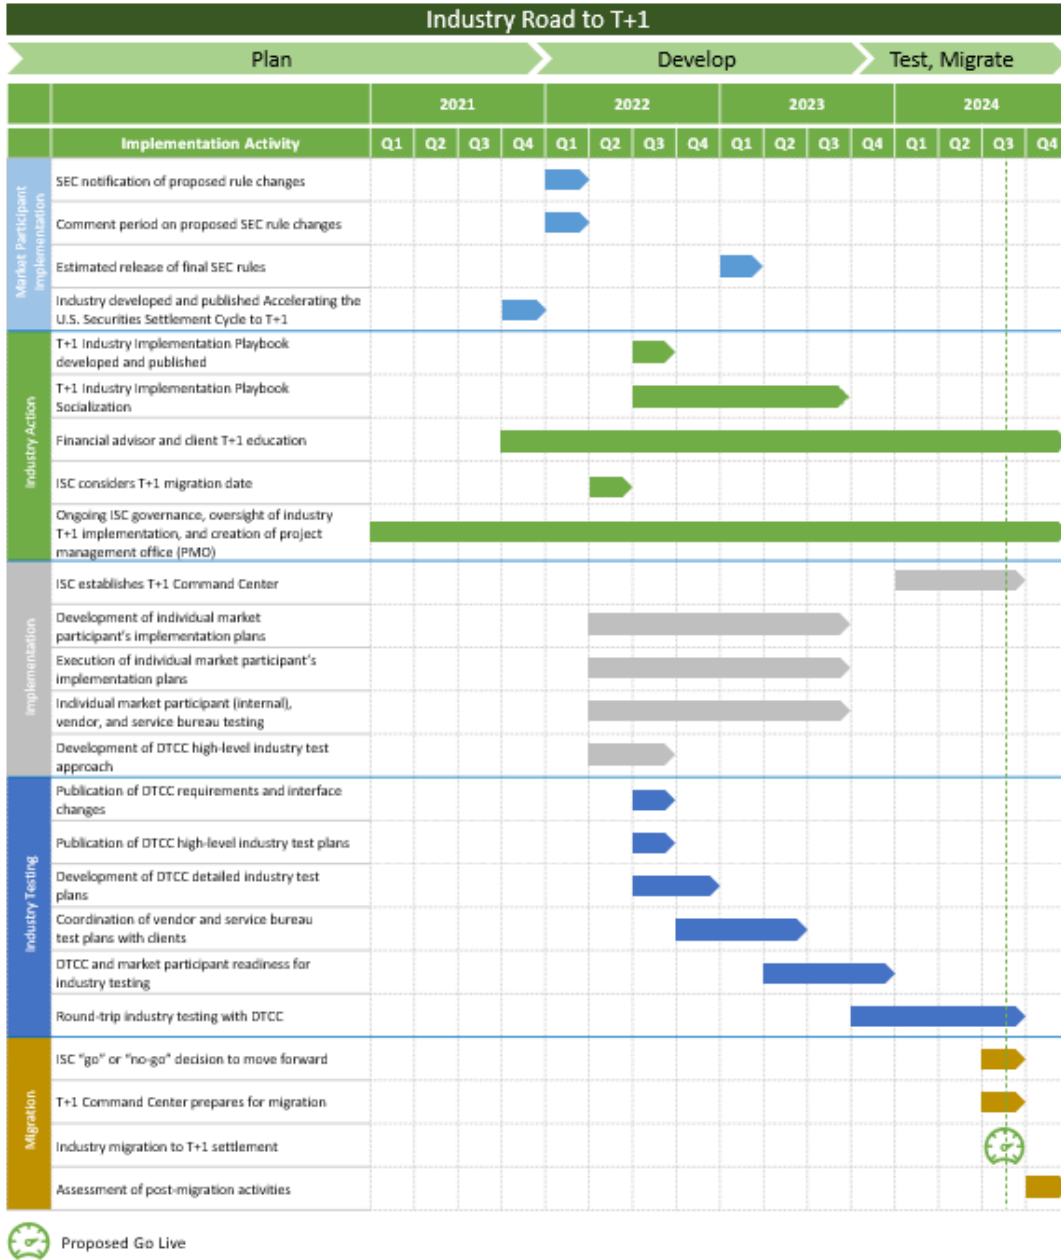 Industry Road to T+1
Plan
Develop
Test, Migrate
2021
2022
2023
2024
Implementation Activity
Q1 Q2 Q3 Q4 Q1 Q2 Q3 Q4 Q1 Q2 Q3 Q4 Q1 Q2 Q3 Q4
Market Participant
Implementation
SEC notification of proposed rule changes
Comment period on proposed SEC rule changes
Estimated release of final SEC rules
Industry developed and published Accelerating the
U.S. Securities Settlement Cycle to T+1
Industry Action
T+1 Industry Implementation Playbook
developed and published
T+1 Industry Implementation Playbook
Socialization
Financial advisor and client T+1 education
ISC considers T+1 migration date
Ongoing ISC governance, oversight of industry
T+1 implementation, and creation of project
management office (PMO)
Implementation
ISC establishes T+1 Command Center
Development of individual market
participant's implementation plans
Execution of individual market participant's
implementation plans
Individual market participant (internal),
vendor, and service bureau testing
Development of DTCC high-level industry test
approach
Industry Testing
Publication of DTCC requirements and interface
changes
Publication of DTCC high-level industry test plans
Development of DTCC detailed industry test
plans
Coordination of vendor and service bureau
test plans with clients
DTCC and market participant readiness for
industry testing
Round-trip industry testing with DTCC
Migration
ISC "go" or "no-go" decision to move forward
T+1 Command Center prepares for migration
Industry migration to T+1 settlement
Assessment of post-migration activities
Proposed Go Live